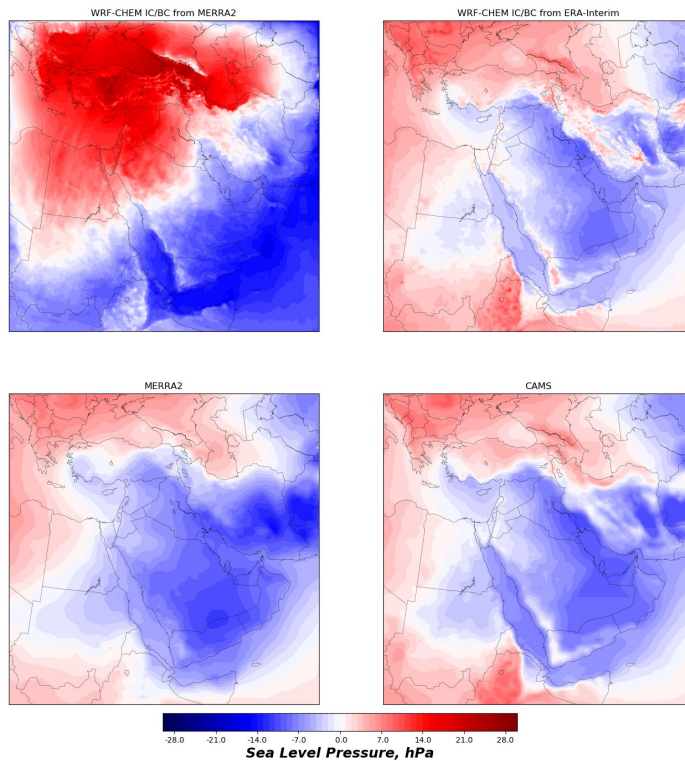 WRF-CHEM IC/BC from MERRA2
WRF-CHEM IC/BC from ERA-Interim
MERRA2
CAMS
-28.0 -21.0 -14.0 -7.0 0.0 7.0 14.0 21.0 28.0
Sea Level Pressure, hPa